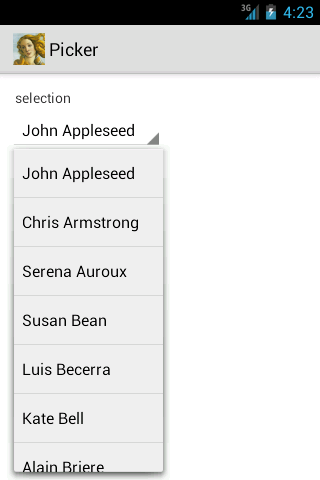 3G 4:23
Picker
selection
John Appleseed
John Appleseed
Chris Armstrong
Serena Auroux
Susan Bean
Luis Becerra
Kate Bell
Alain Briere